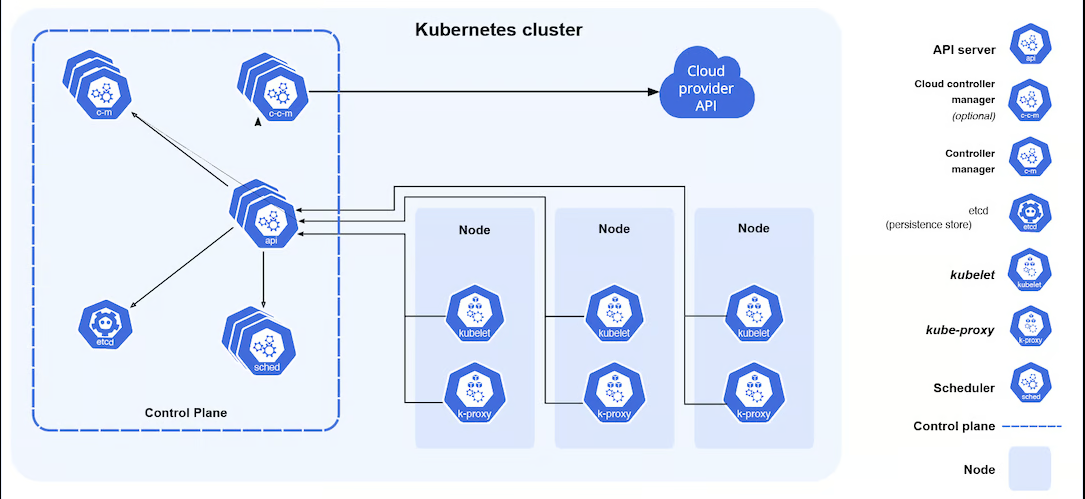 Kubernetes cluster
c-m
c-c-m
Cloud
provider
API
api
etcd
sched
Control Plane
Node
kubelet
k-proxy
Node
kubelet
k-proxy
Node
kubelet
k-proxy
API server
api
Cloud controller
manager
(optional)
c-c-m
Controller
manager
c-m
etcd
(persistence store)
etcd
kubelet
kubelet
kube-proxy
k-proxy
Scheduler
sched
Control plane
Node